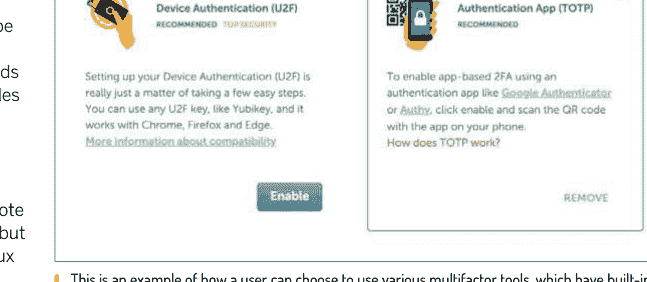 Device Authentication (U2F)
RECOMMENDED TOP SECURITY
Setting up your Device Authentication (U2F) is
really just a matter of taking a few easy steps.
You can use any U2F key, like Yubikey, and it
works with Chrome, Firefox and Edge.
More information about compatibility
Enable
Authentication App (TOTP)
RECOMMENDED
To enable app-based 2FA using an
authentication app like Google Authenticator
or Authy, click enable and scan the QR code
with the app on your phone.
How does TOTP work?
REMOVE
ote
but
ux
This is an example of how a user can choose to use various multifactor tools, which have built-in